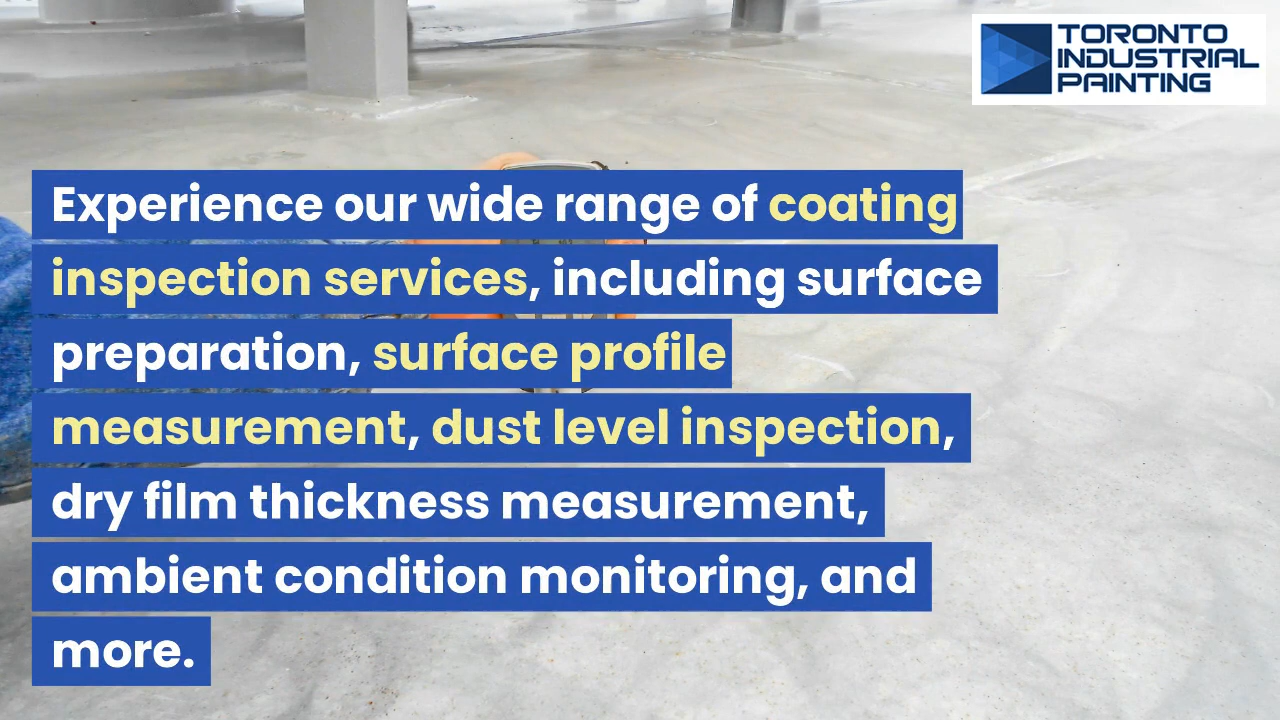 TORONTO
INDUSTRIAL
PAINTING
Experience our wide range of coating
inspection services, including surface
preparation, surface profile
measurement, dust level inspection,
dry film thickness measurement,
ambient condition monitoring, and
more.